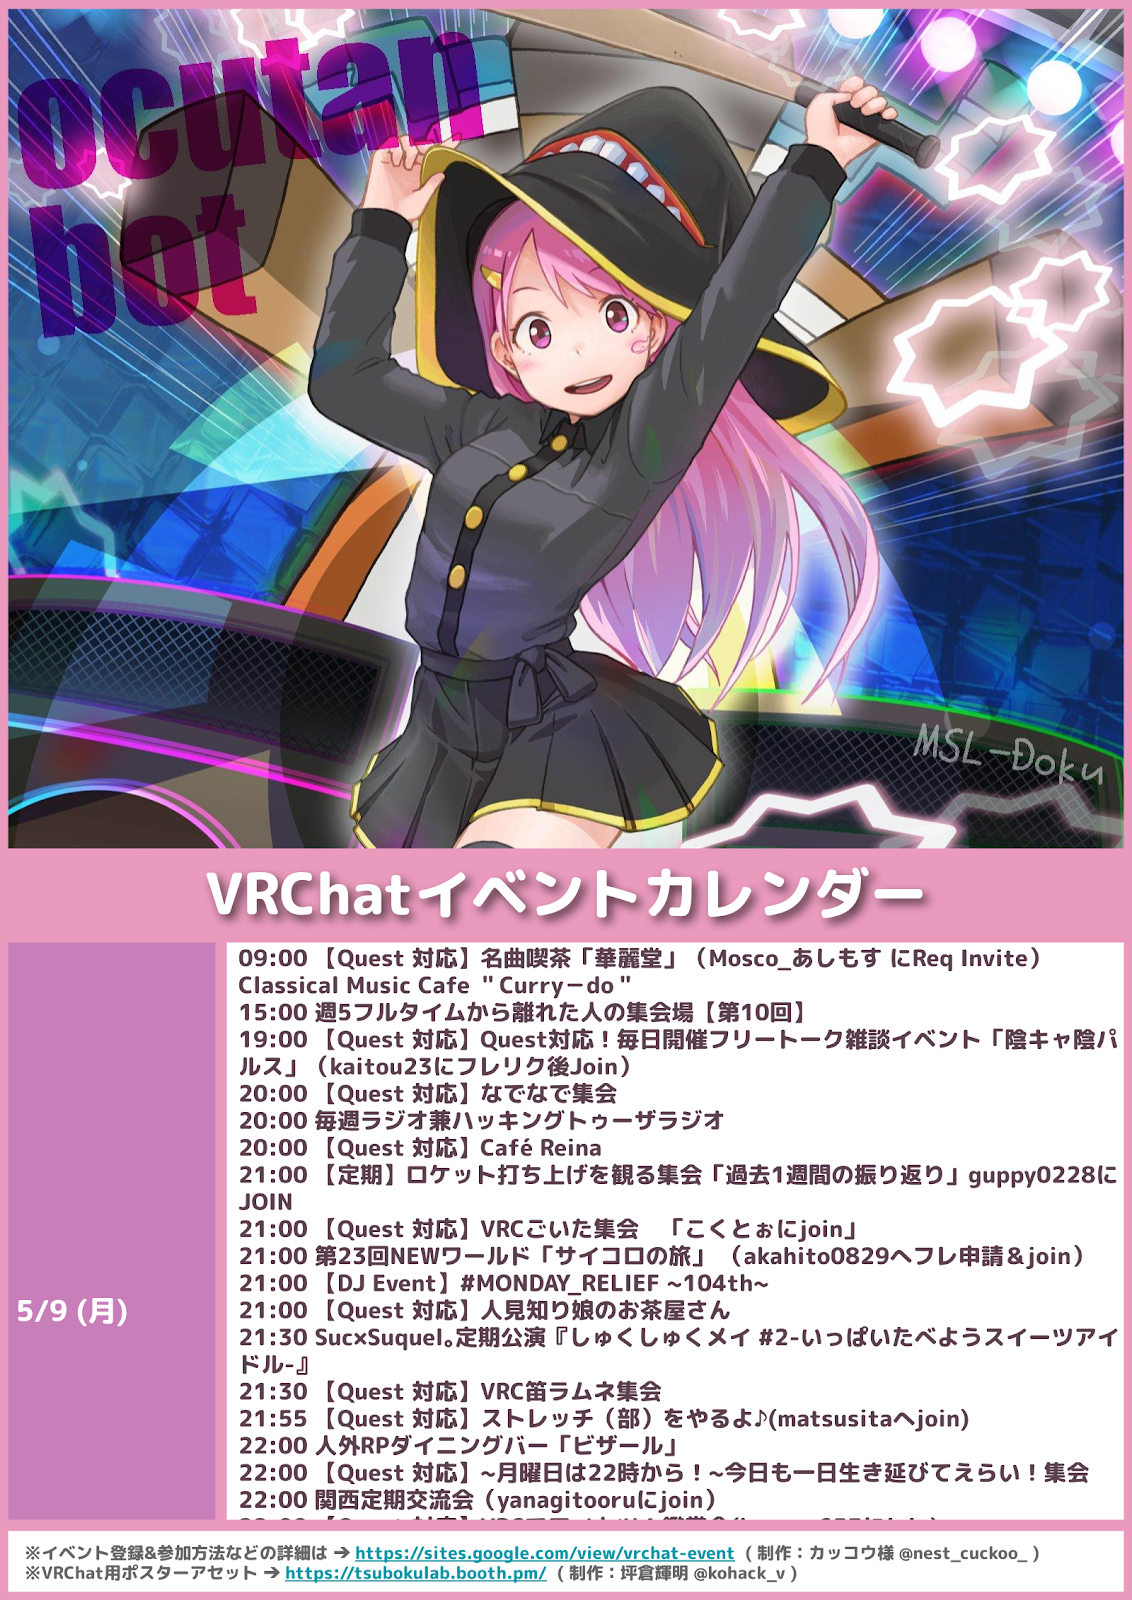 ocutan
bot
MSL-Doku
VRChatイベントカレンダー
5/9 (月)
09:00 【Quest 対応】名曲喫茶「華麗堂」（Mosco_あしもす にReq Invite）
Classical Music Cafe ＂Curry－do＂
15:00 週5フルタイムから離れた人の集会場【第10回】
19:00 【Quest 対応】Quest対応！毎日開催フリートーク雑談イベント「陰キャ陰パ
ルス」（kaitou23にフレリク後Join）
20:00 【Quest 対応】なでなで集会
20:00 毎週ラジオ兼ハッキングトゥーザラジオ
20:00 【Quest 対応】Café Reina
21:00 【定期】ロケット打ち上げを観る集会「過去1週間の振り返り」guppy0228に
JOIN
21:00 【Quest 対応】VRCごいた集会　「こくとぉにjoin」
21:00 第23回NEWワールド「サイコロの旅」 （akahito0829へフレ申請＆join）
21:00 【DJ Event】#MONDAY_RELIEF ~104th~
21:00 【Quest 対応】人見知り娘のお茶屋さん
21:30 Suc×Suquel｡定期公演『しゅくしゅくメイ #2-いっぱいたべようスイーツアイ
ドル-』
21:30 【Quest 対応】VRC笛ラムネ集会
21:55 【Quest 対応】ストレッチ（部）をやるよ♪(matsusitaへjoin)
22:00 人外RPダイニングバー「ビザール」
22:00 【Quest 対応】~月曜日は22時から！~今日も一日生き延びてえらい！集会
22:00 関西定期交流会（yanagitooruにjoin）
※イベント登録&参加方法などの詳細は ➔ https://sites.google.com/view/vrchat-event （制作：カッコウ様 @nest_cuckoo_ ）
※VRChat用ポスターアセット ➔ https://tsubokulab.booth.pm/ （制作：坪倉輝明 @kohack_v ）